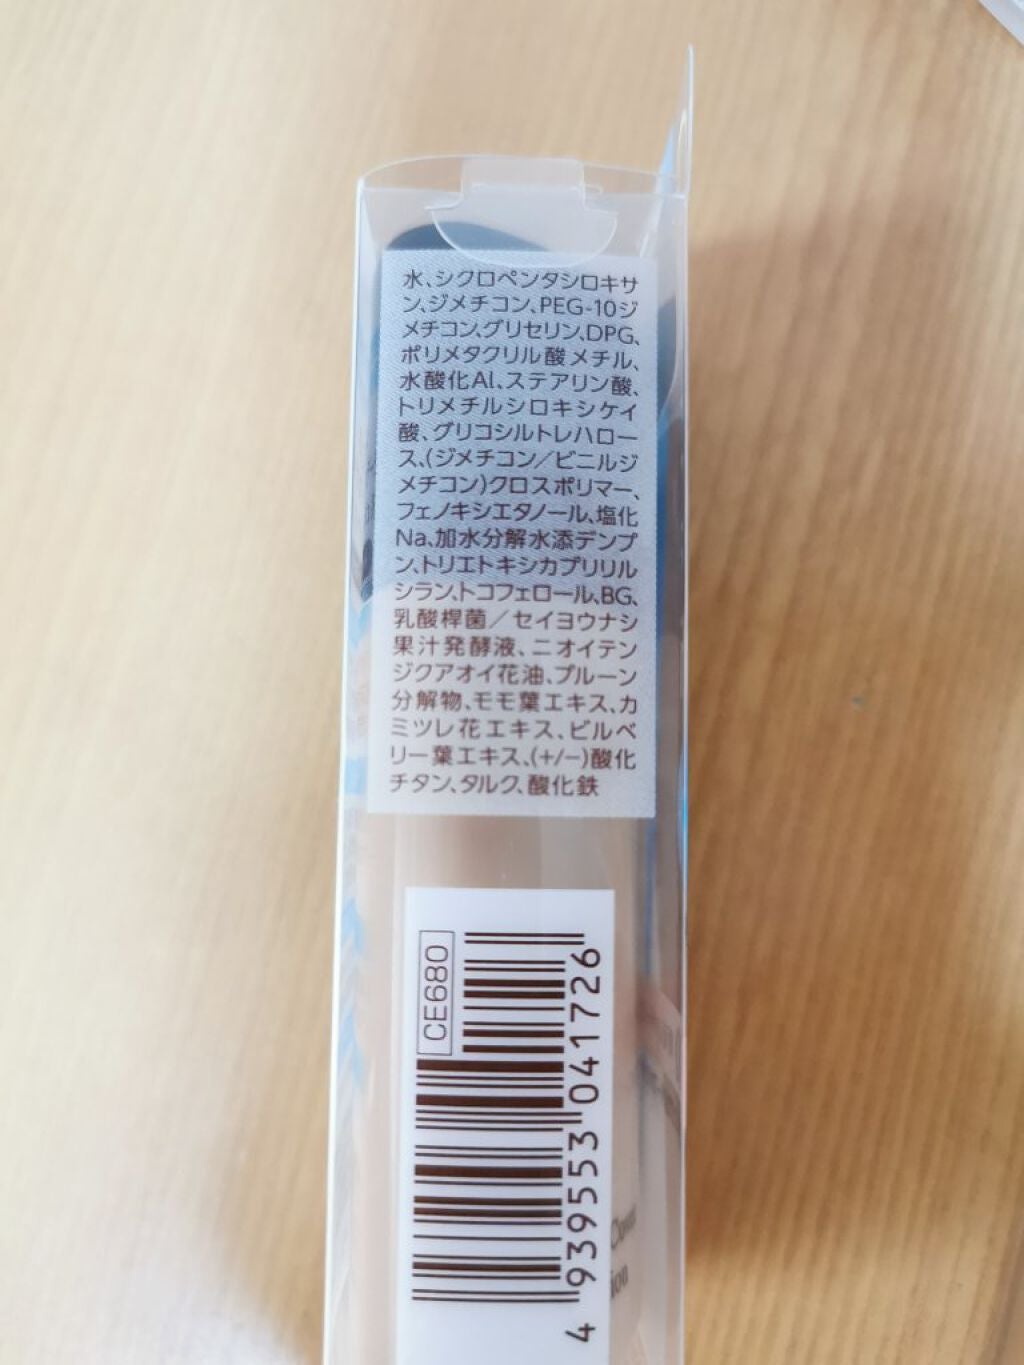 水、シクロペンタシロキサ
ン、ジメチコン、PEG-10ジ
メチコン、グリセリン、DPG、
ポリメタクリル酸メチル、
水酸化Al、ステアリン酸、
トリメチルシロキシケイ
酸、グリコシルトレハロー
ス、(ジメチコン/ビニルジ
メチコン)クロスポリマー、
フェノキシエタノール、塩化
Na、加水分解水添デンプ
ン、トリエトキシカプリリル
シラン、トコフェロール、BG、
乳酸桿菌/セイヨウナシ
果汁発酵液、ニオイテン
ジクアオイ花油、プルーン
分解物、モモ葉エキス、カ
ミツレ花エキス、ビルベ
リー葉エキス、(+/-)酸化
チタン、タルク、酸化鉄
CE680
4 939553 041726